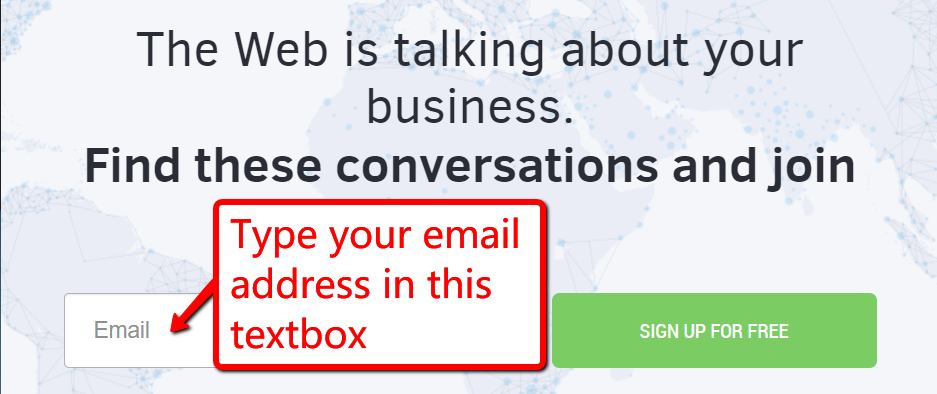 The Web is talking about your
business.
Find these conversations and join
Type your email
address in this
textbox
Email
SIGN UP FOR FREE